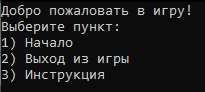 Добро пожаловать в игру!
Выберите пункт:
1) Начало
2) Выход из игры
3) Инструкция